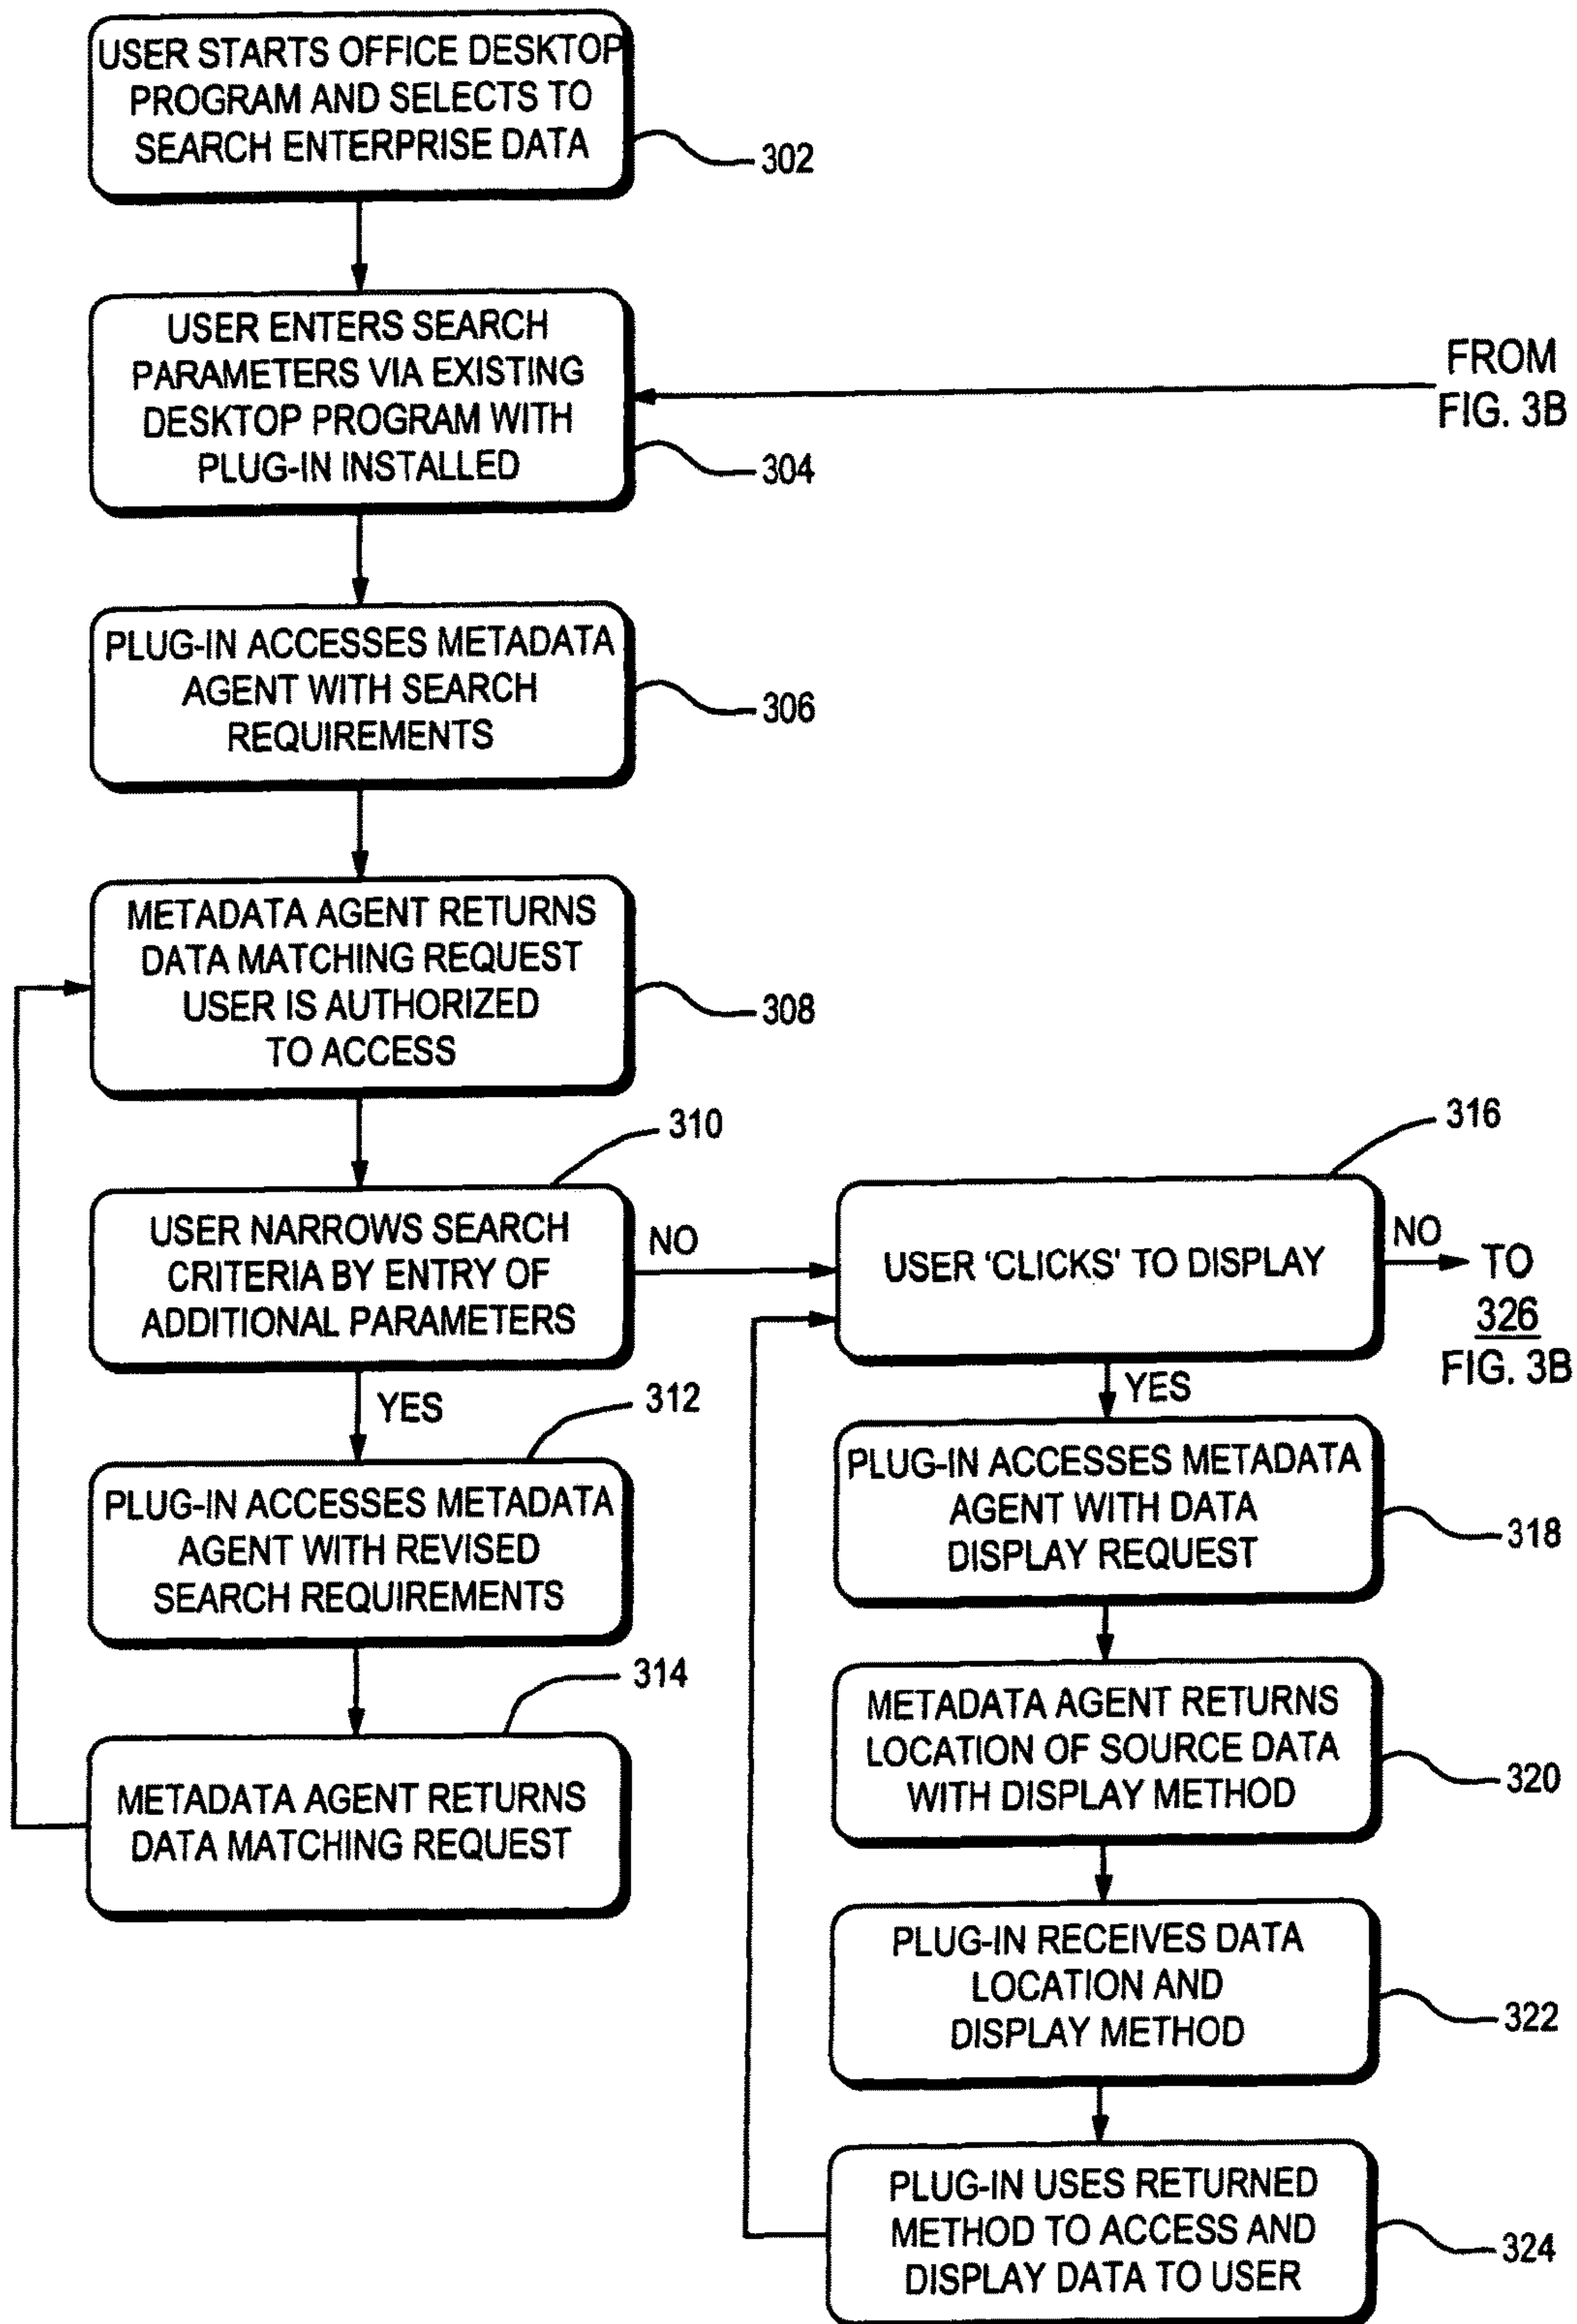 USER STARTS OFFICE DESKTOP
PROGRAM AND SELECTS TO
SEARCH ENTERPRISE DATA
302
USER ENTERS SEARCH
PARAMETERS VIA EXISTING
DESKTOP PROGRAM WITH
PLUG-IN INSTALLED
304
FROM
FIG. 3B
PLUG-IN ACCESSES METADATA
AGENT WITH SEARCH
REQUIREMENTS
306
METADATA AGENT RETURNS
DATA MATCHING REQUEST
USER IS AUTHORIZED
TO ACCESS
308
310
USER NARROWS SEARCH
CRITERIA BY ENTRY OF
ADDITIONAL PARAMETERS
NO
YES
312
PLUG-IN ACCESSES METADATA
AGENT WITH REVISED
SEARCH REQUIREMENTS
314
METADATA AGENT RETURNS
DATA MATCHING REQUEST
316
USER 'CLICKS' TO DISPLAY
NO
TO
326
FIG. 3B
YES
PLUG-IN ACCESSES METADATA
AGENT WITH DATA
DISPLAY REQUEST
318
METADATA AGENT RETURNS
LOCATION OF SOURCE DATA
WITH DISPLAY METHOD
320
PLUG-IN RECEIVES DATA
LOCATION AND
DISPLAY METHOD
322
PLUG-IN USES RETURNED
METHOD TO ACCESS AND
DISPLAY DATA TO USER
324